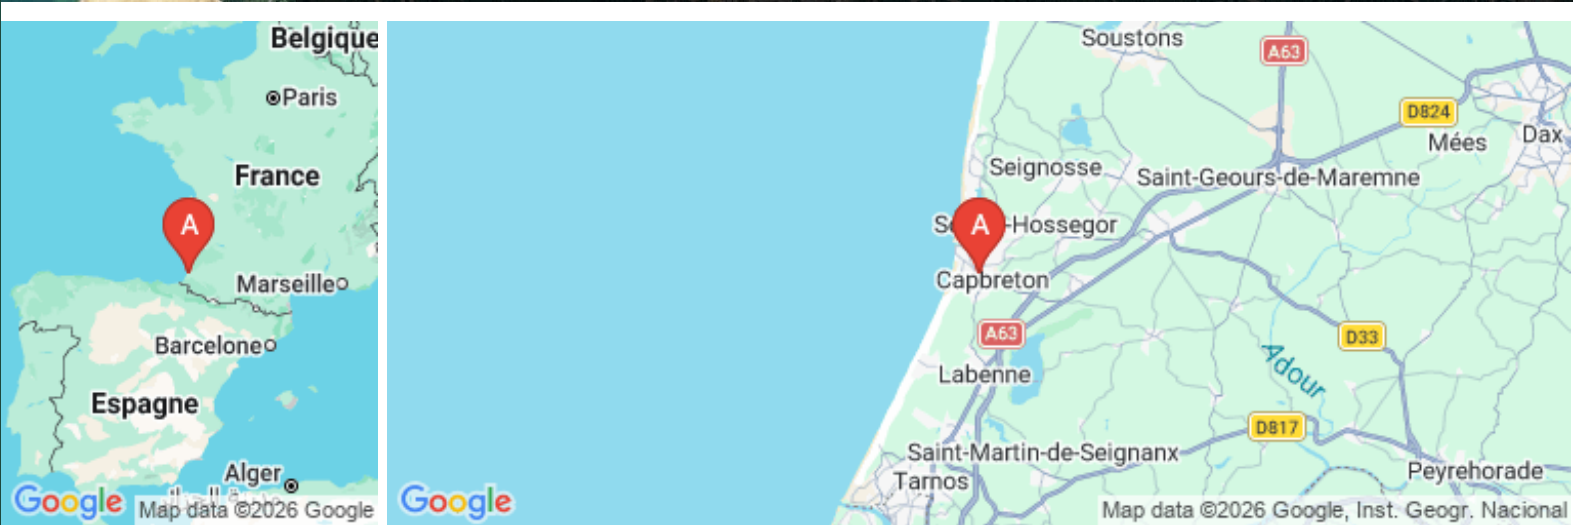 Belgique
Paris
France
Marseille
Barcelone
Espagne
Alger
Google
Map data ©2026 Google
Soustons
A63
D824
Mées
Dax
Seignosse
Saint-Geours-de-Maremne
A
A
-Hossegor
Capbreton
A63
D33
Adour
Labenne
D817
Saint-Martin-de-Seignanx
Tarnos
Peyrehorade
Google
Map data ©2026 Google, Inst. Geogr. Nacional